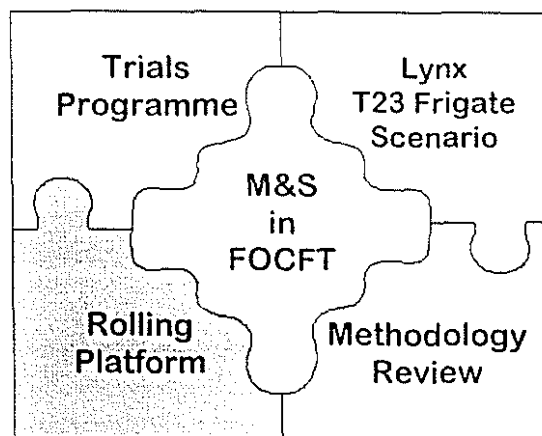 Trials
Programme
Lynx
T23 Frigate
Scenario
M&S
in
FOCFT
Rolling
Platform
Methodology
Review